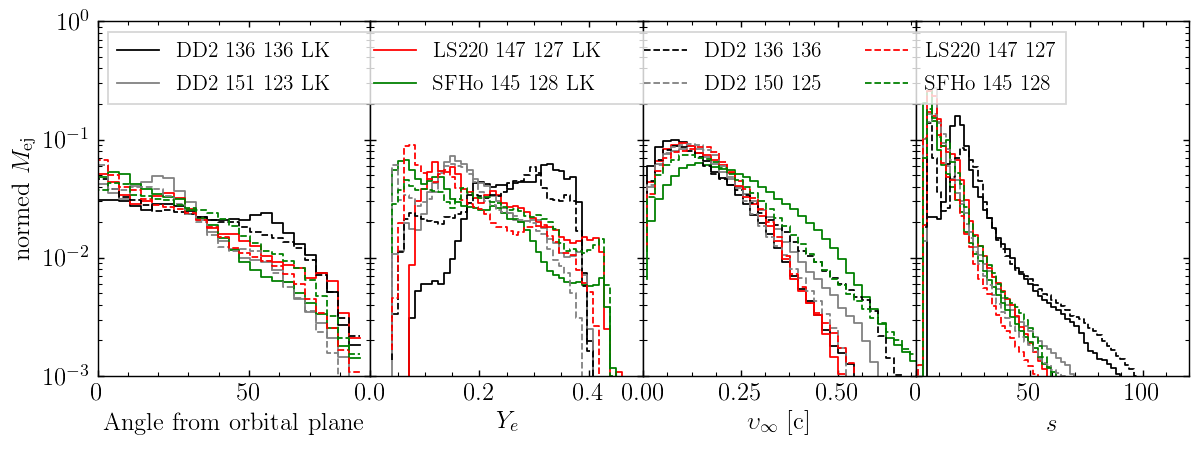 10⁰
DD2 136 136 LK
LS220 147 127 LK
DD2 136 136
LS220 147 127
DD2 151 123 LK
SFHo 145 128 LK
DD2 150 125
SFHo 145 128
10⁻¹
10⁻²
10⁻³
normed M_ej
0 50 0.0 0.2 0.4 0.00 0.25 0.50 0 50 100
Angle from orbital plane
Y_e
υ_∞ [c]
s